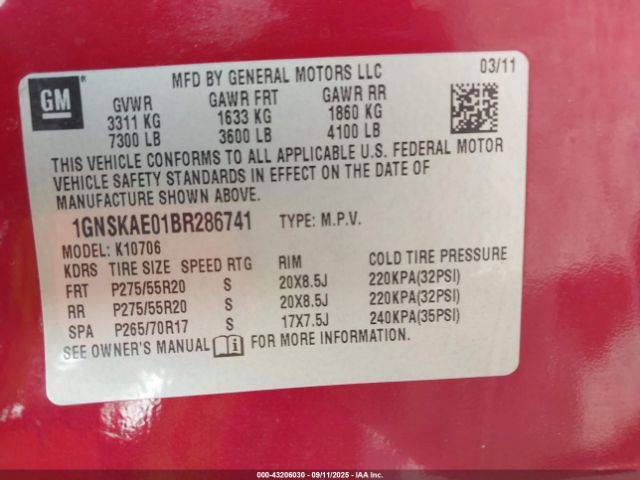 GM
MFD BY GENERAL MOTORS LLC 03/11
GVWR GAWR FRT GAWR RR
3311 KG 1633 KG 1860 KG
7300 LB 3600 LB 4100 LB
THIS VEHICLE CONFORMS TO ALL APPLICABLE U.S. FEDERAL MOTOR
VEHICLE SAFETY STANDARDS IN EFFECT ON THE DATE OF
MANUFACTURE SHOWN ABOVE.
1GNSKAE01BR286741 TYPE: M.P.V.
MODEL: K10706
KDRS TIRE SIZE SPEED RTG RIM COLD TIRE PRESSURE
FRT P275/55R20 S 20X8.5J 220KPA(32PSI)
RR P275/55R20 S 20X8.5J 220KPA(32PSI)
SPA P265/70R17 S 17X7.5J 240KPA(35PSI)
SEE OWNER'S MANUAL FOR MORE INFORMATION.
000-43206030 - 09/11/2025 - IAA Inc.